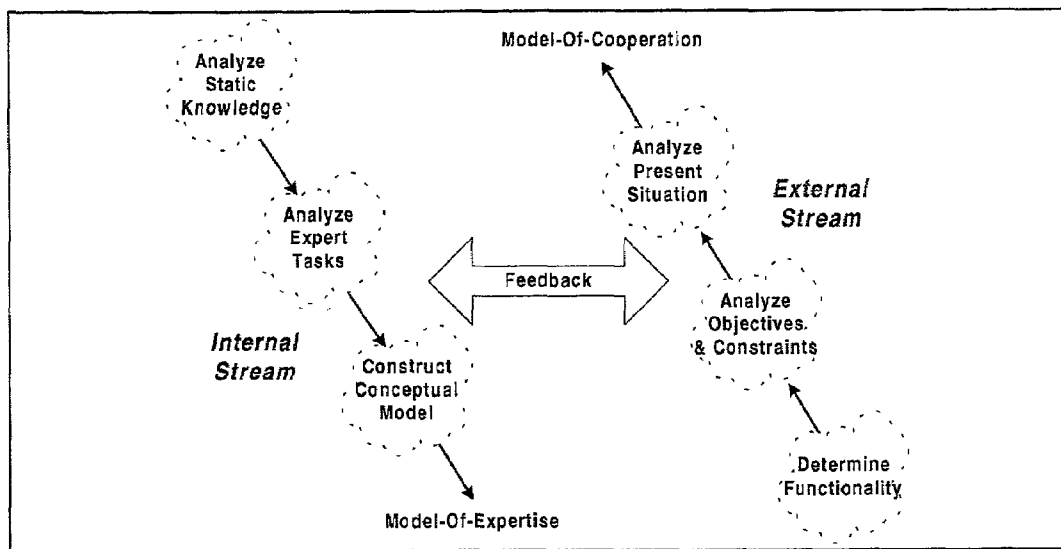 Analyze
Static
Knowledge
Analyze
Expert
Tasks
Internal
Stream
Construct
Conceptual
Model
Model-Of-Expertise
Feedback
Model-Of-Cooperation
Analyze
Present
Situation
External
Stream
Analyze
Objectives
& Constraints
Determine
Functionality